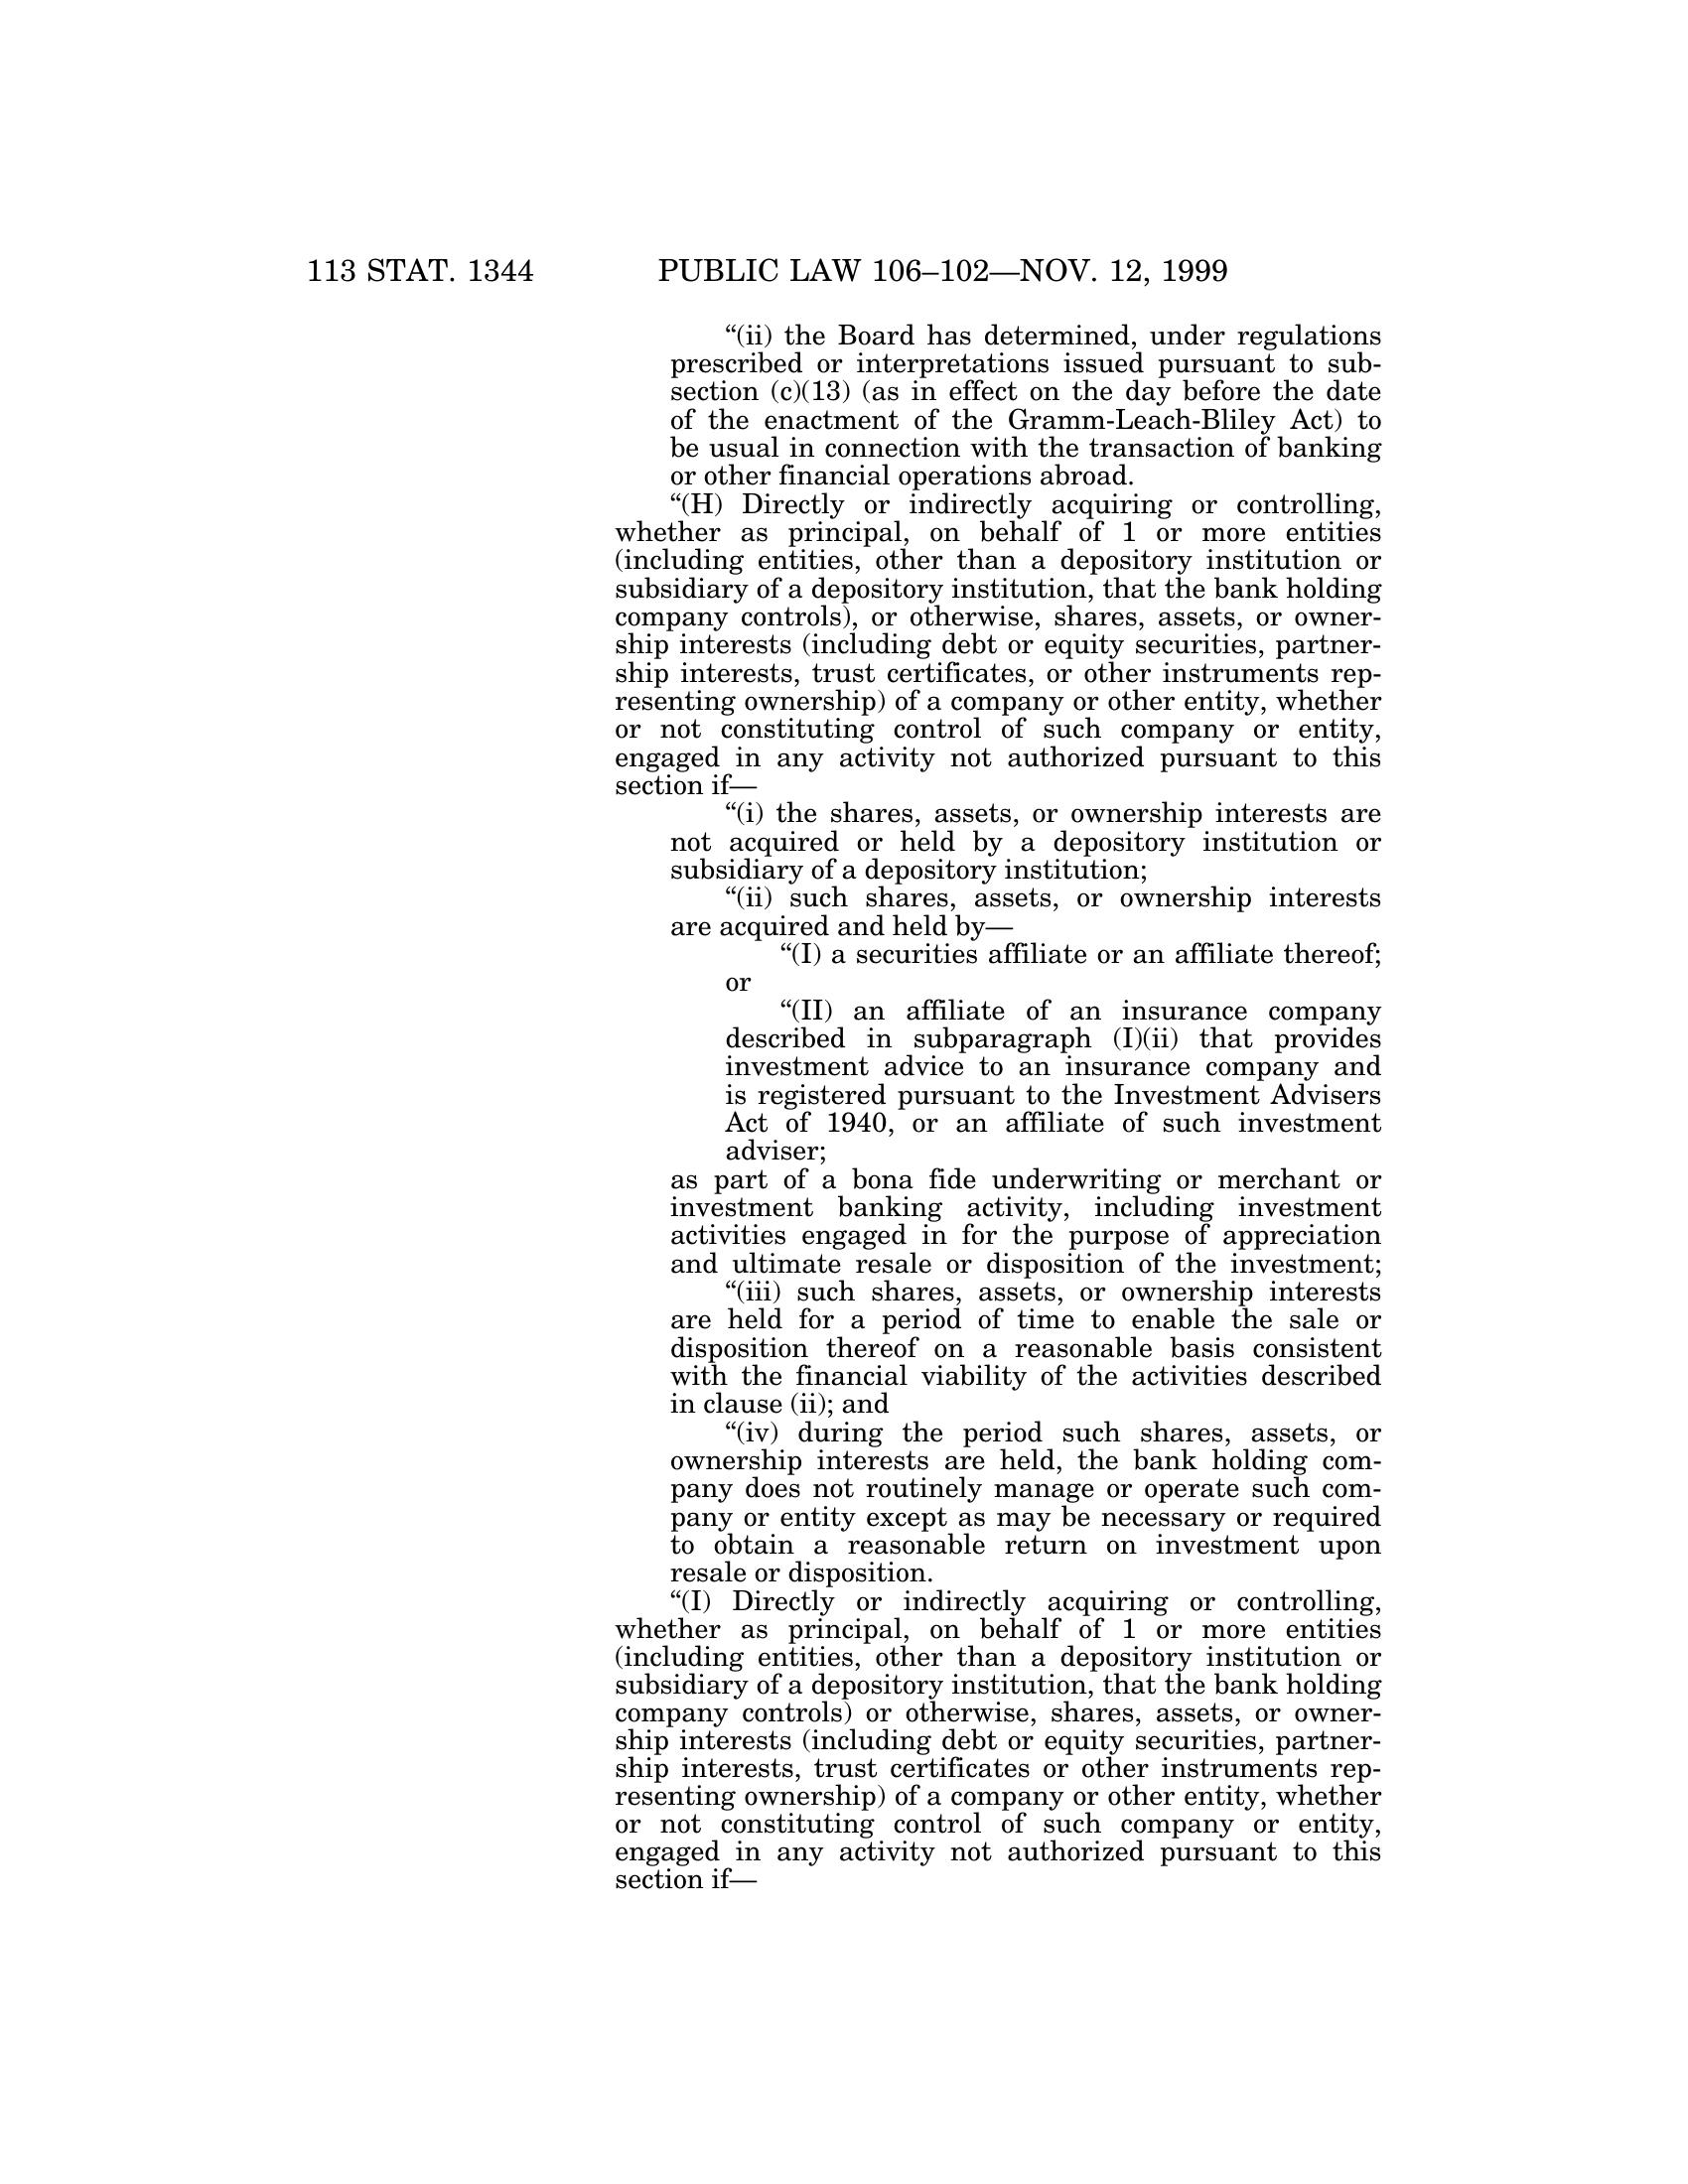 113 STAT. 1344 PUBLIC LAW 106–102—NOV. 12, 1999
“(ii) the Board has determined, under regulations
prescribed or interpretations issued pursuant to sub-
section (c)(13) (as in effect on the day before the date
of the enactment of the Gramm-Leach-Bliley Act) to
be usual in connection with the transaction of banking
or other financial operations abroad.
“(H) Directly or indirectly acquiring or controlling,
whether as principal, on behalf of 1 or more entities
(including entities, other than a depository institution or
subsidiary of a depository institution, that the bank holding
company controls), or otherwise, shares, assets, or owner-
ship interests (including debt or equity securities, partner-
ship interests, trust certificates, or other instruments rep-
resenting ownership) of a company or other entity, whether
or not constituting control of such company or entity,
engaged in any activity not authorized pursuant to this
section if—
“(i) the shares, assets, or ownership interests are
not acquired or held by a depository institution or
subsidiary of a depository institution;
“(ii) such shares, assets, or ownership interests
are acquired and held by—
“(I) a securities affiliate or an affiliate thereof;
or
“(II) an affiliate of an insurance company
described in subparagraph (I)(ii) that provides
investment advice to an insurance company and
is registered pursuant to the Investment Advisers
Act of 1940, or an affiliate of such investment
adviser;
as part of a bona fide underwriting or merchant or
investment banking activity, including investment
activities engaged in for the purpose of appreciation
and ultimate resale or disposition of the investment;
“(iii) such shares, assets, or ownership interests
are held for a period of time to enable the sale or
disposition thereof on a reasonable basis consistent
with the financial viability of the activities described
in clause (ii); and
“(iv) during the period such shares, assets, or
ownership interests are held, the bank holding com-
pany does not routinely manage or operate such com-
pany or entity except as may be necessary or required
to obtain a reasonable return on investment upon
resale or disposition.
“(I) Directly or indirectly acquiring or controlling,
whether as principal, on behalf of 1 or more entities
(including entities, other than a depository institution or
subsidiary of a depository institution, that the bank holding
company controls) or otherwise, shares, assets, or owner-
ship interests (including debt or equity securities, partner-
ship interests, trust certificates or other instruments rep-
resenting ownership) of a company or other entity, whether
or not constituting control of such company or entity,
engaged in any activity not authorized pursuant to this
section if—